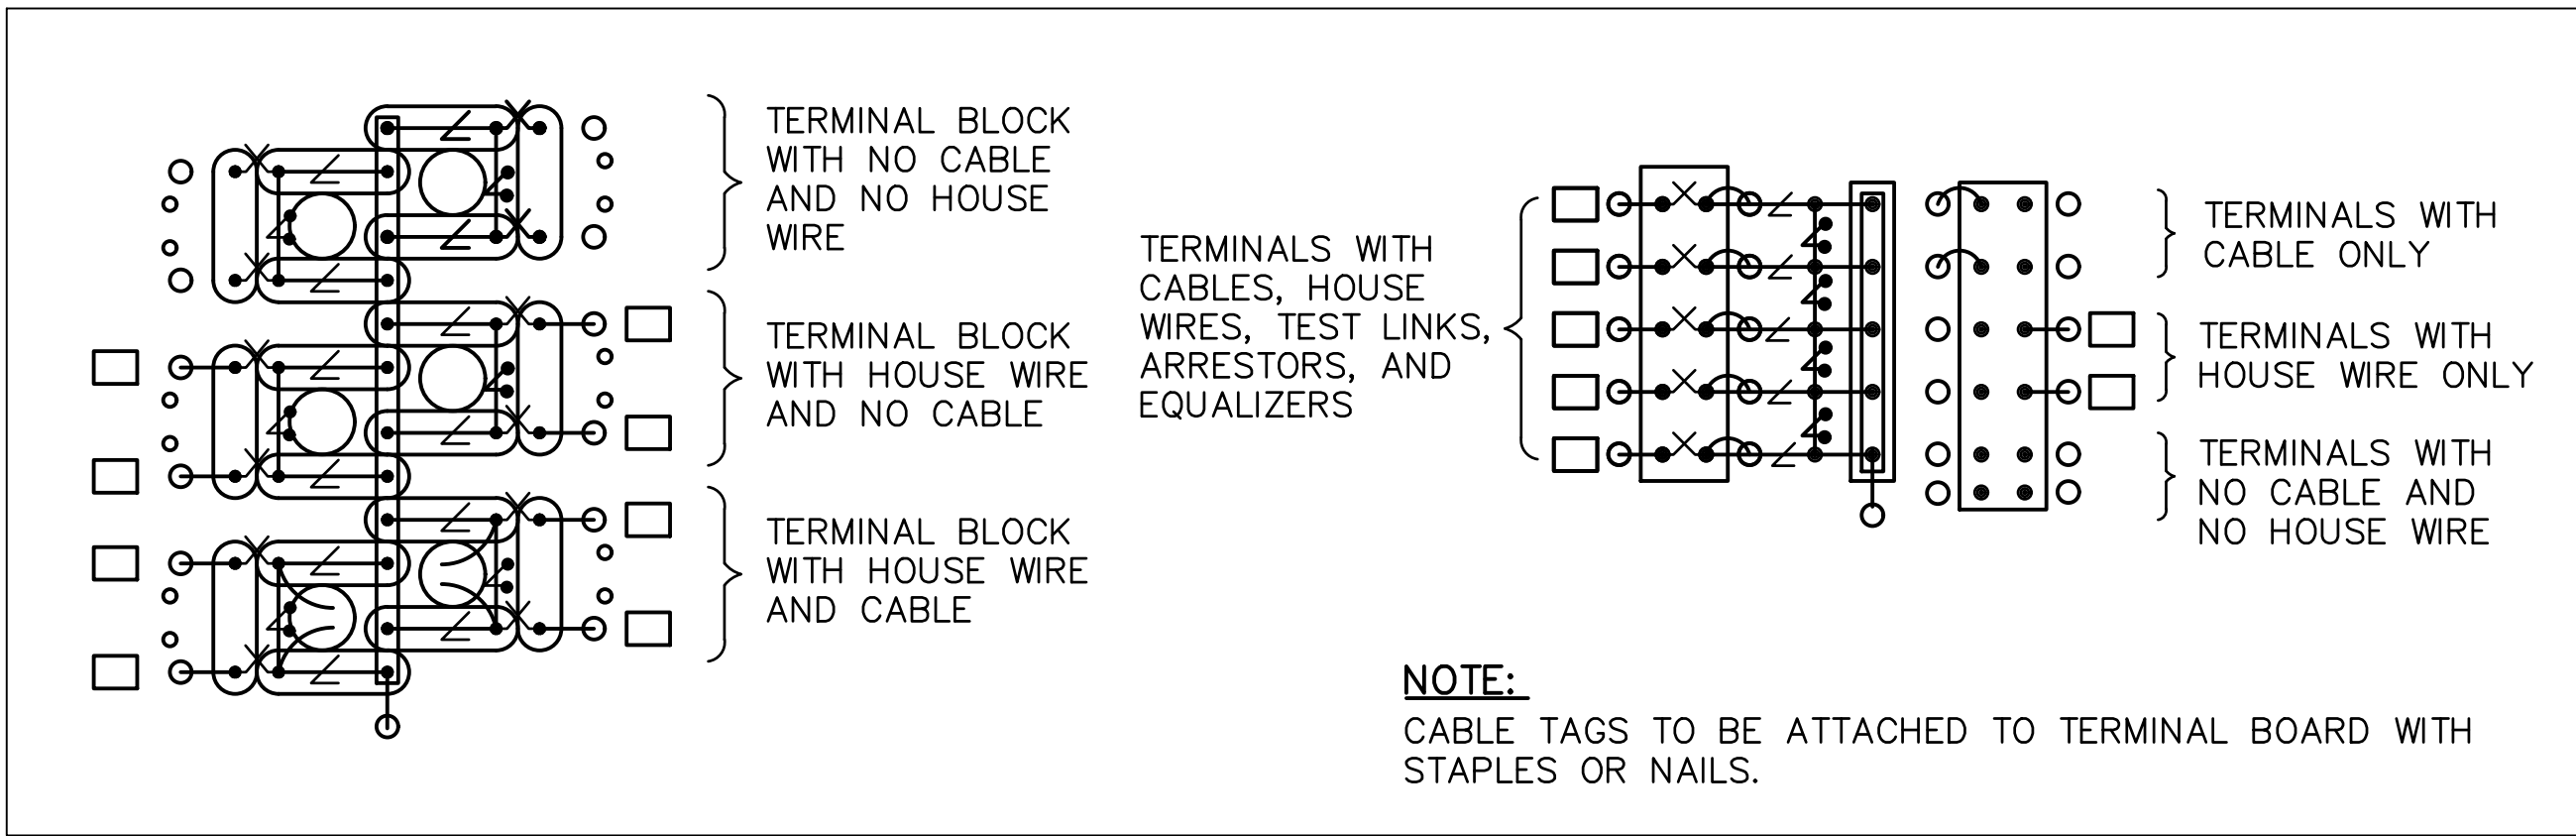 TERMINAL BLOCK
WITH NO CABLE
AND NO HOUSE
WIRE
TERMINAL BLOCK
WITH HOUSE WIRE
AND NO CABLE
TERMINAL BLOCK
WITH HOUSE WIRE
AND CABLE
TERMINALS WITH
CABLES, HOUSE
WIRES, TEST LINKS,
ARRESTORS, AND
EQUALIZERS
TERMINALS WITH
CABLE ONLY
TERMINALS WITH
HOUSE WIRE ONLY
TERMINALS WITH
NO CABLE AND
NO HOUSE WIRE
NOTE:
CABLE TAGS TO BE ATTACHED TO TERMINAL BOARD WITH
STAPLES OR NAILS.